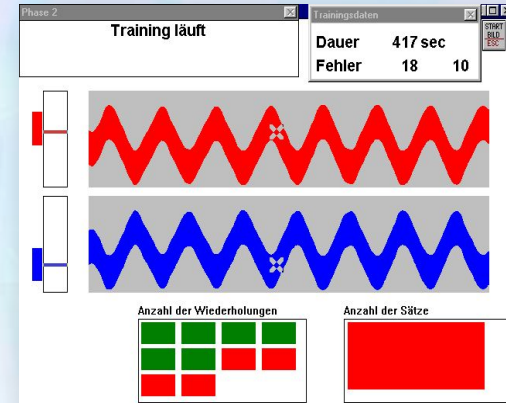 Phase 2
Training läuft
Trainingsdaten
Dauer 417 sec
Fehler 18 10
START
BILD
ESC
Anzahl der Wiederholungen
Anzahl der Sätze